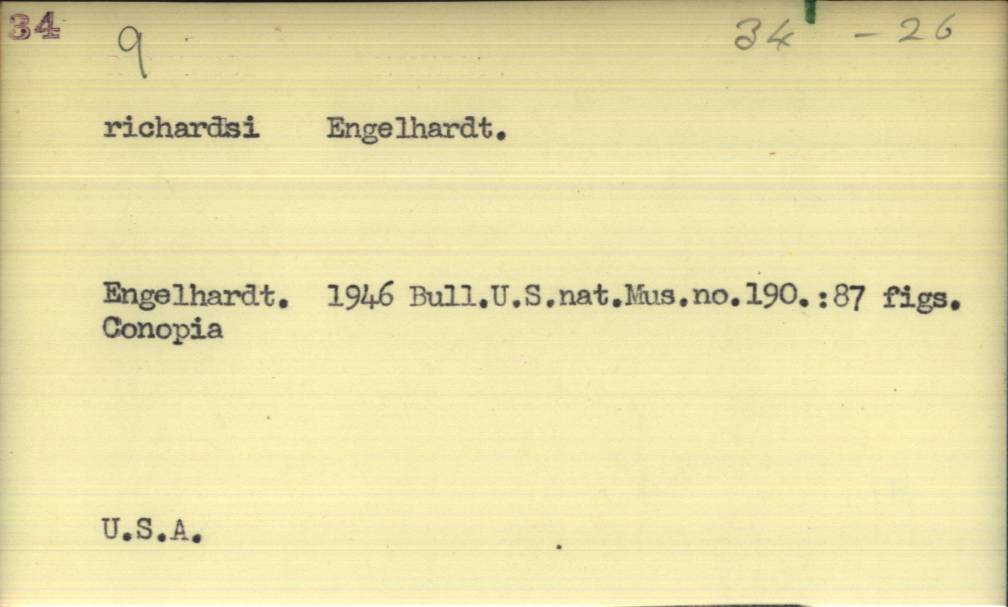 34
9
34 - 26
richardsi Engelhardt.
Engelhardt. 1946 Bull.U.S.nat.Mus.no.190.:87 figs.
Conopia
U.S.A.